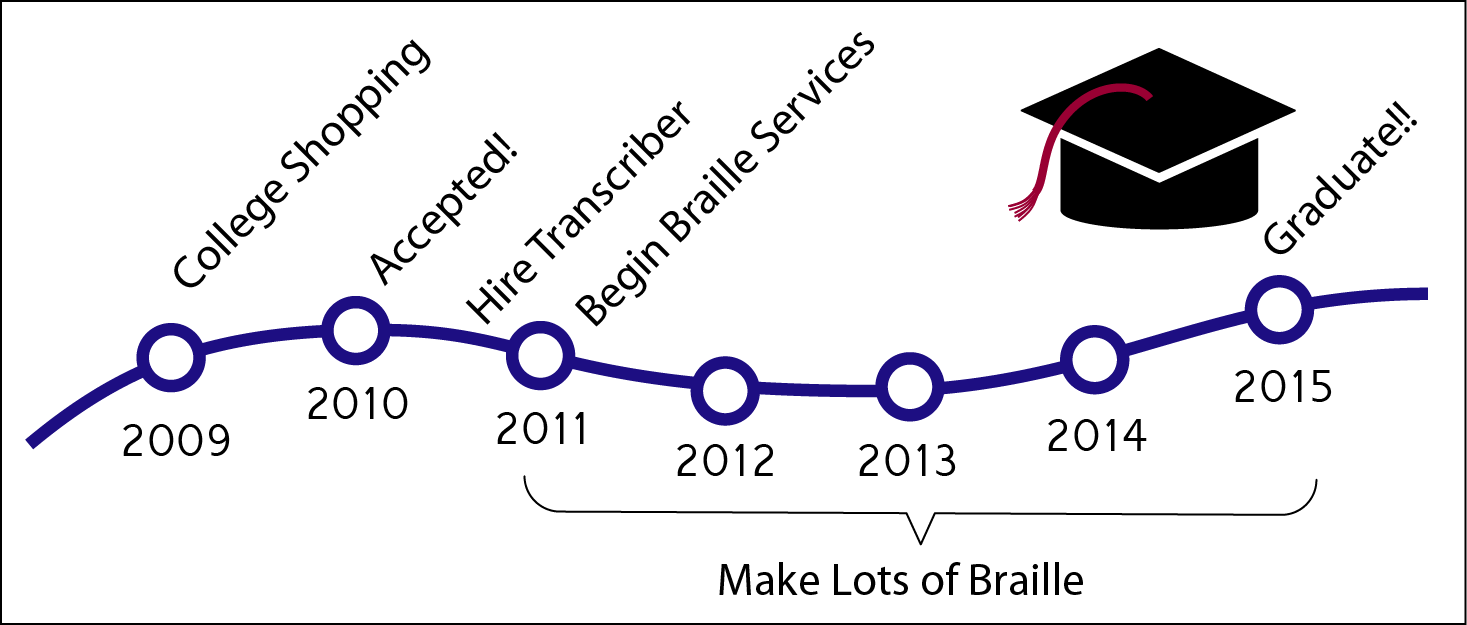 College Shopping
Accepted!
Hire Transcriber
Begin Braille Services
Graduate!!
2009
2010
2011
2012
2013
2014
2015
Make Lots of Braille